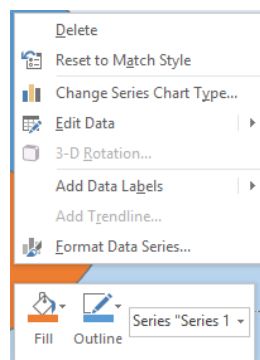 Delete
Reset to Match Style
Change Series Chart Type...
Edit Data
3-D Rotation...
Add Data Labels
Add Trendline...
Format Data Series...
Series "Series 1
Fill Outline